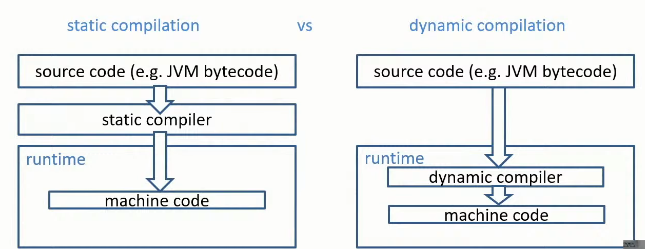 static compilation vs dynamic compilation
source code (e.g. JVM bytecode)
static compiler
runtime
machine code
source code (e.g. JVM bytecode)
runtime
dynamic compiler
machine code